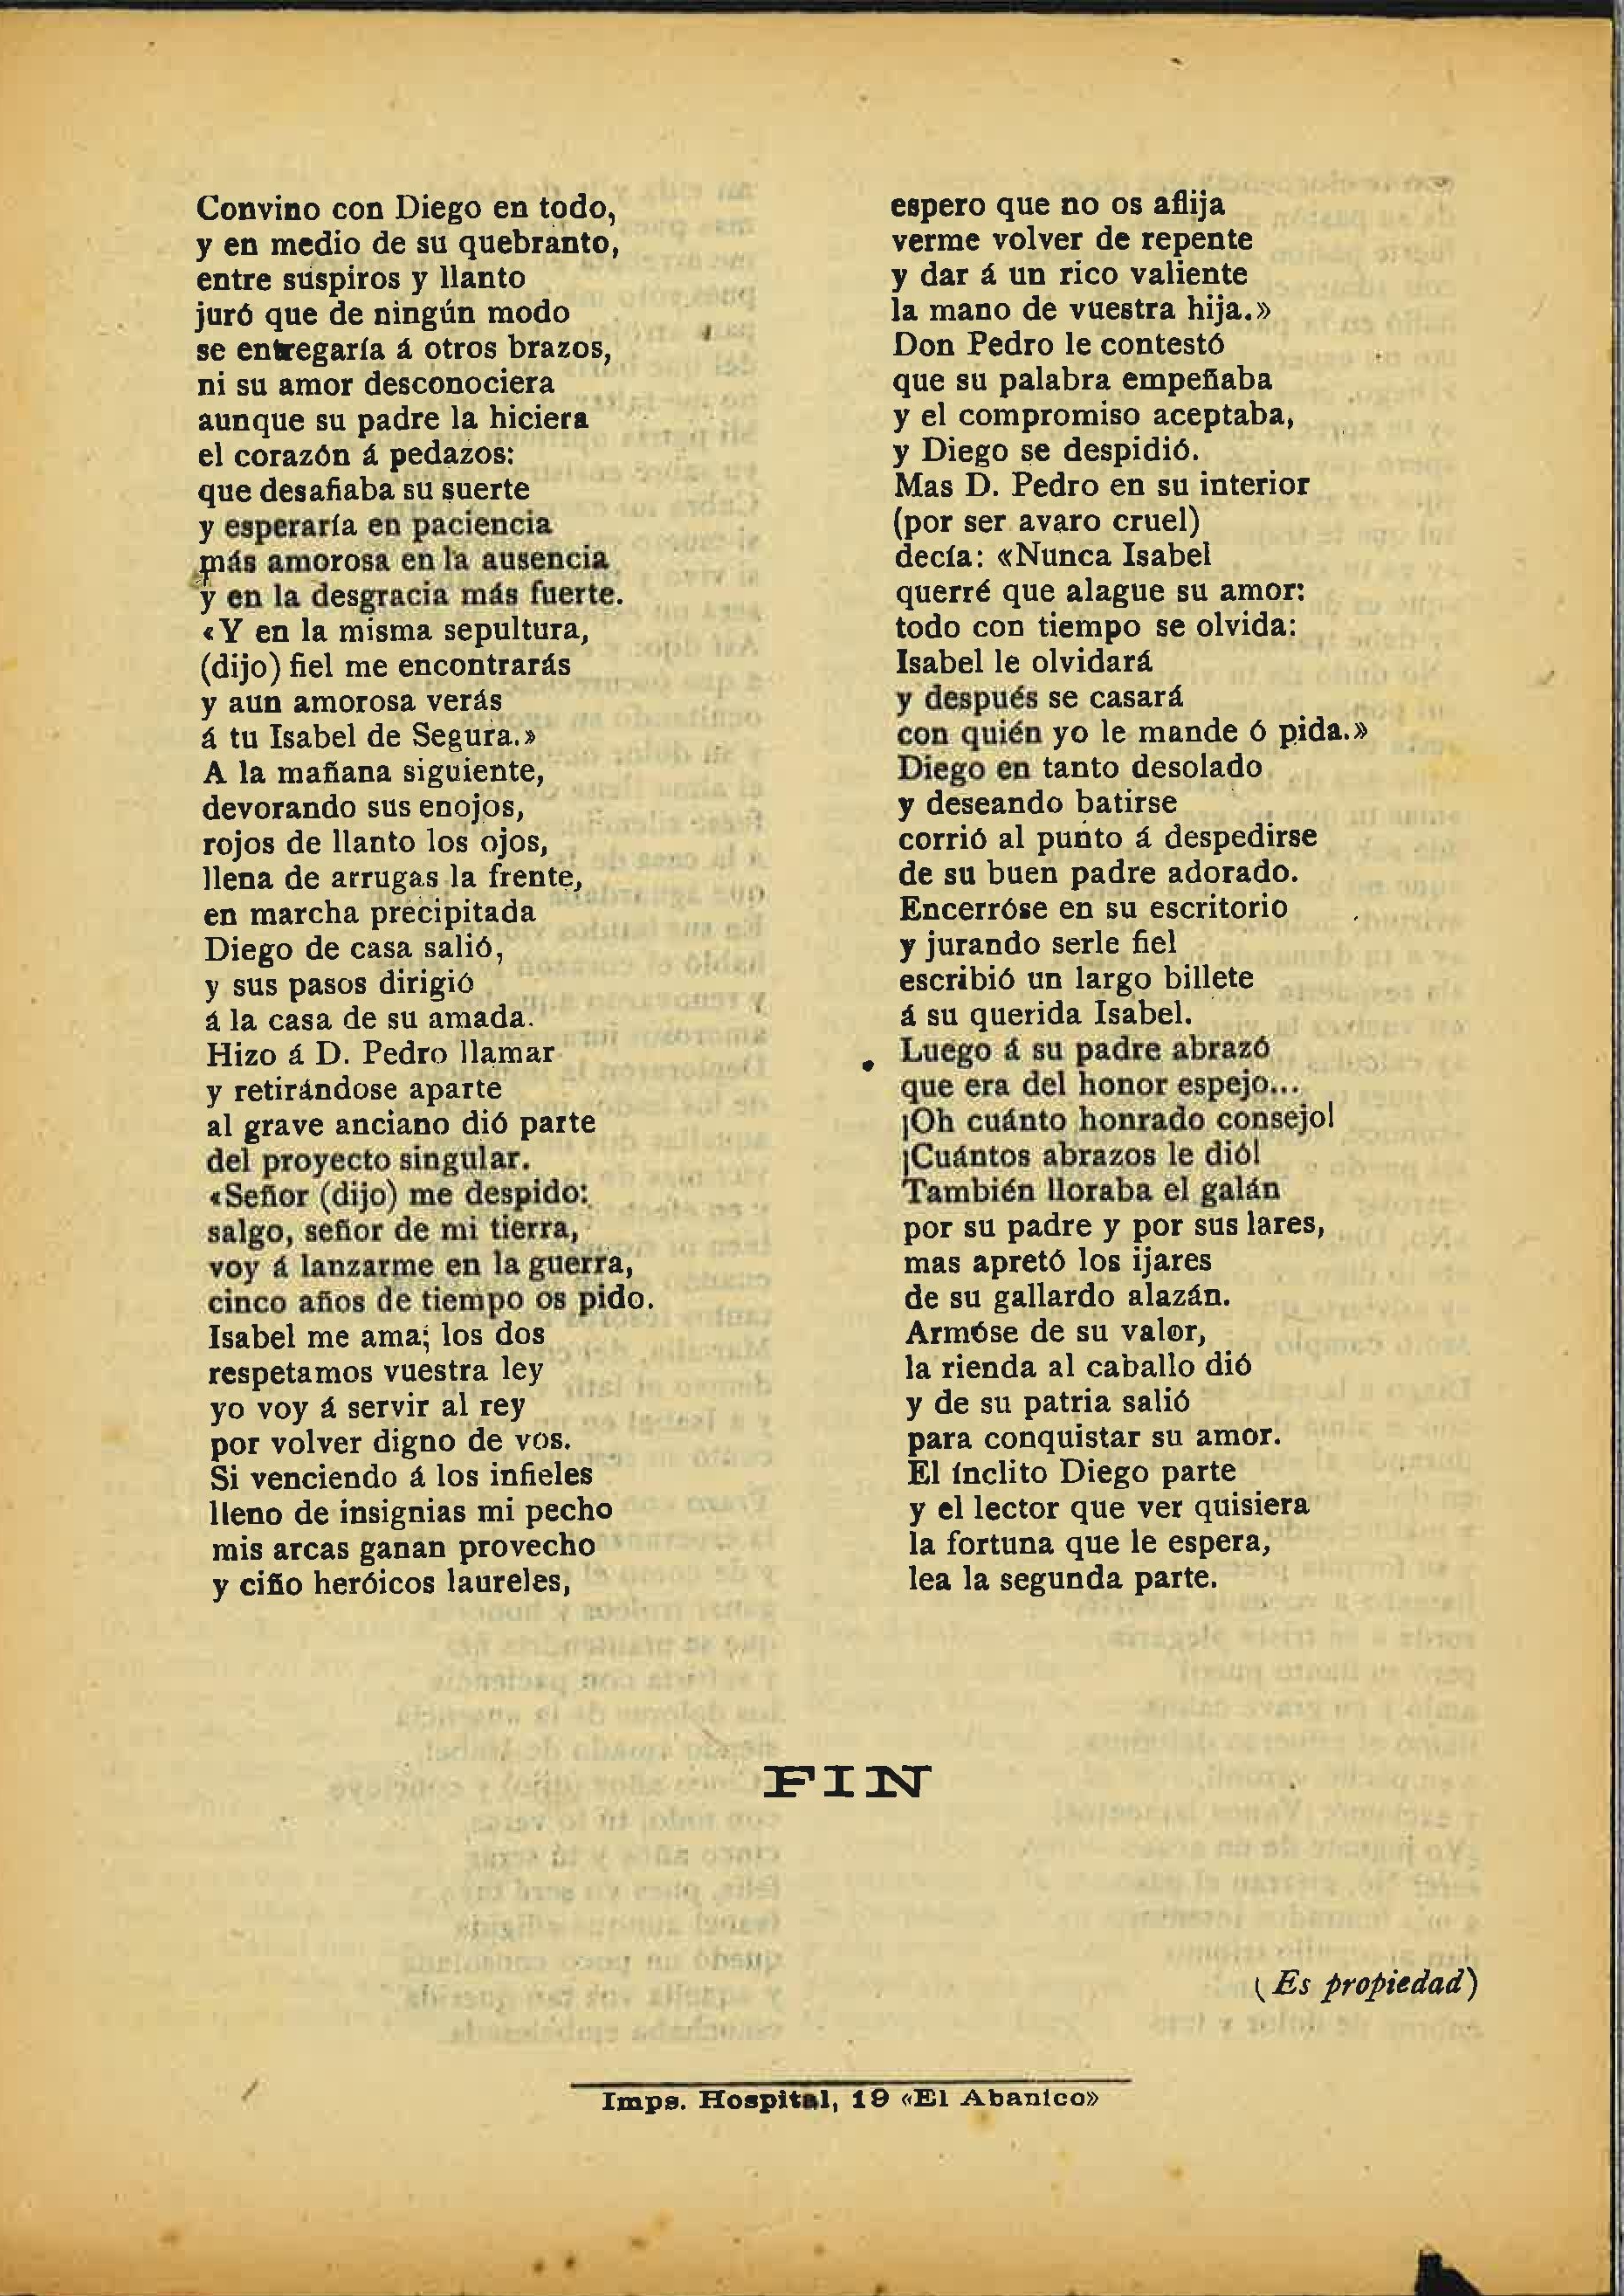 Convino con Diego en todo,
y en medio de su quebranto,
entre suspiros y llanto
juró que de ningún modo
se entregaría á otros brazos,
ni su amor desconociera
aunque su padre la hiciera
el corazón á pedazos:
que desafiaba su suerte
y esperaría en paciencia
más amorosa en la ausencia
y en la desgracia más fuerte.
«Y en la misma sepultura,
(dijo) fiel me encontrarás
y aun amorosa verás
á tu Isabel de Segura.»
A la mañana siguiente,
devorando sus enojos,
rojos de llanto los ojos,
llena de arrugas la frente,
en marcha precipitada
Diego de casa salió,
y sus pasos dirigió
á la casa de su amada.
Hizo á D. Pedro llamar
y retirándose aparte
al grave anciano dió parte
del proyecto singular.
«Señor (dijo) me despido:
salgo, señor de mi tierra,
voy á lanzarme en la guerra,
cinco años de tiempo os pido.
Isabel me ama; los dos
respetamos vuestra ley
yo voy á servir al rey
por volver digno de vos.
Si venciendo á los infieles
lleno de insignias mi pecho
mis arcas ganan provecho
y ciño heróicos laureles,
espero que no os aflija
verme volver de repente
y dar á un rico valiente
la mano de vuestra hija.»
Don Pedro le contestó
que su palabra empeñaba
y el compromiso aceptaba,
y Diego se despidió.
Mas D. Pedro en su interior
(por ser avaro cruel)
decía: «Nunca Isabel
querré que alague su amor:
todo con tiempo se olvida:
Isabel le olvidará
y después se casará
con quién yo le mande ó pida.»
Diego en tanto desolado
y deseando batirse
corrió al punto á despedirse
de su buen padre adorado.
Encerróse en su escritorio
y jurando serle fiel
escribió un largo billete
á su querida Isabel.
Luego á su padre abrazó
que era del honor espejo...
¡Oh cuánto honrado consejo!
¡Cuántos abrazos le dió!
También lloraba el galán
por su padre y por sus lares,
mas apretó los ijares
de su gallardo alazán.
Armóse de su valor,
la rienda al caballo dió
y de su patria salió
para conquistar su amor.
El ínclito Diego parte
y el lector que ver quisiera
la fortuna que le espera,
lea la segunda parte.
FIN
(Es propiedad)
Imps. Hospital, 19 «El Abanico»